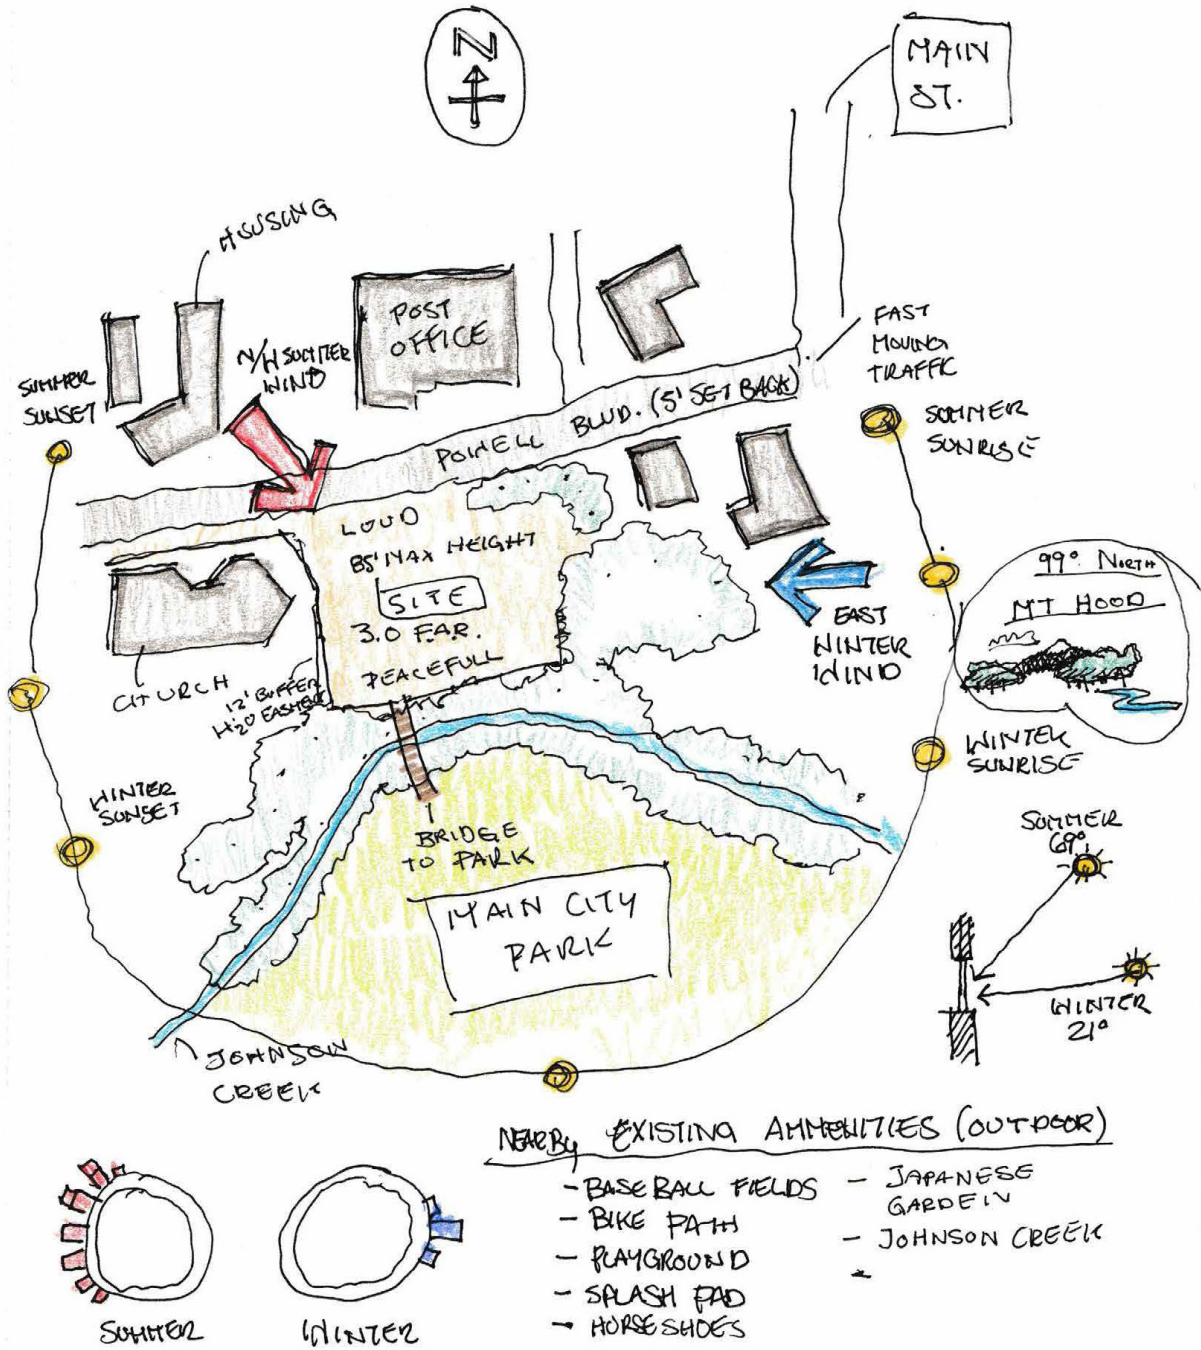 N
MAIN
ST.
HOUSING
POST
OFFICE
N/W SUMMER
WIND
SUMMER
SUNSET
FAST
MOVING
TRAFFIC
POWELL BLVD. (5' SET BACK)
SUMMER
SUNRISE
LOUD
85' MAX HEIGHT
SITE
3.0 F.A.R.
PEACEFULL
99° NORTH
MT HOOD
EAST
WINTER
WIND
CHURCH
12' BUFFER
H2O EASMENT
WINTER
SUNRISE
WINTER
SUNSET
BRIDGE
TO PARK
SUMMER
69°
MAIN CITY
PARK
WINTER
21°
JOHNSON
CREEK
NEARBY EXISTING AMMENITIES (OUTDOOR)
- BASEBALL FIELDS
- BIKE PATH
- PLAYGROUND
- SPLASH PAD
- HORSESHOES
- JAPANESE
GARDEN
- JOHNSON CREEK
-
SUMMER
WINTER